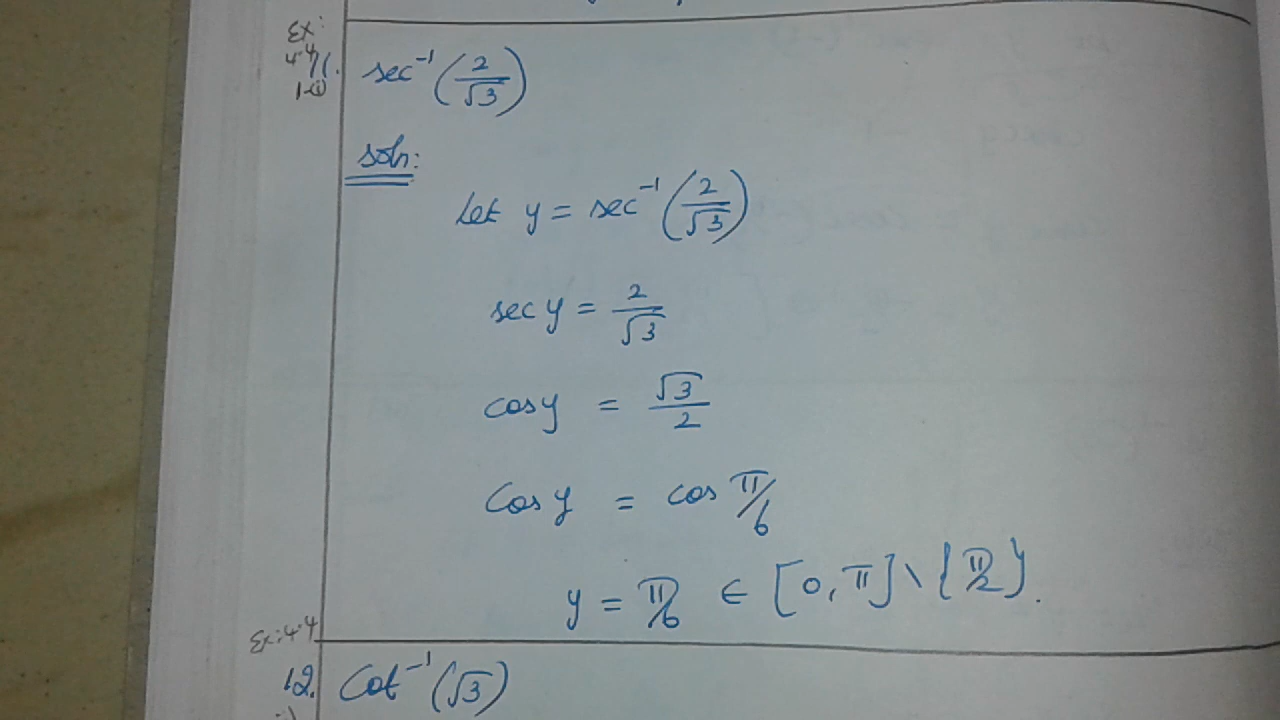 Ex:
4.4
11. sec⁻¹(2/√3)
1-(i)
Soln:
Let y = sec⁻¹(2/√3)
sec y = 2/√3
cos y = √3/2
Cos y = cos π/6
y = π/6 ∈ [0, π] \ {π/2}.
Ex: 4.4
12. Cot⁻¹(√3)